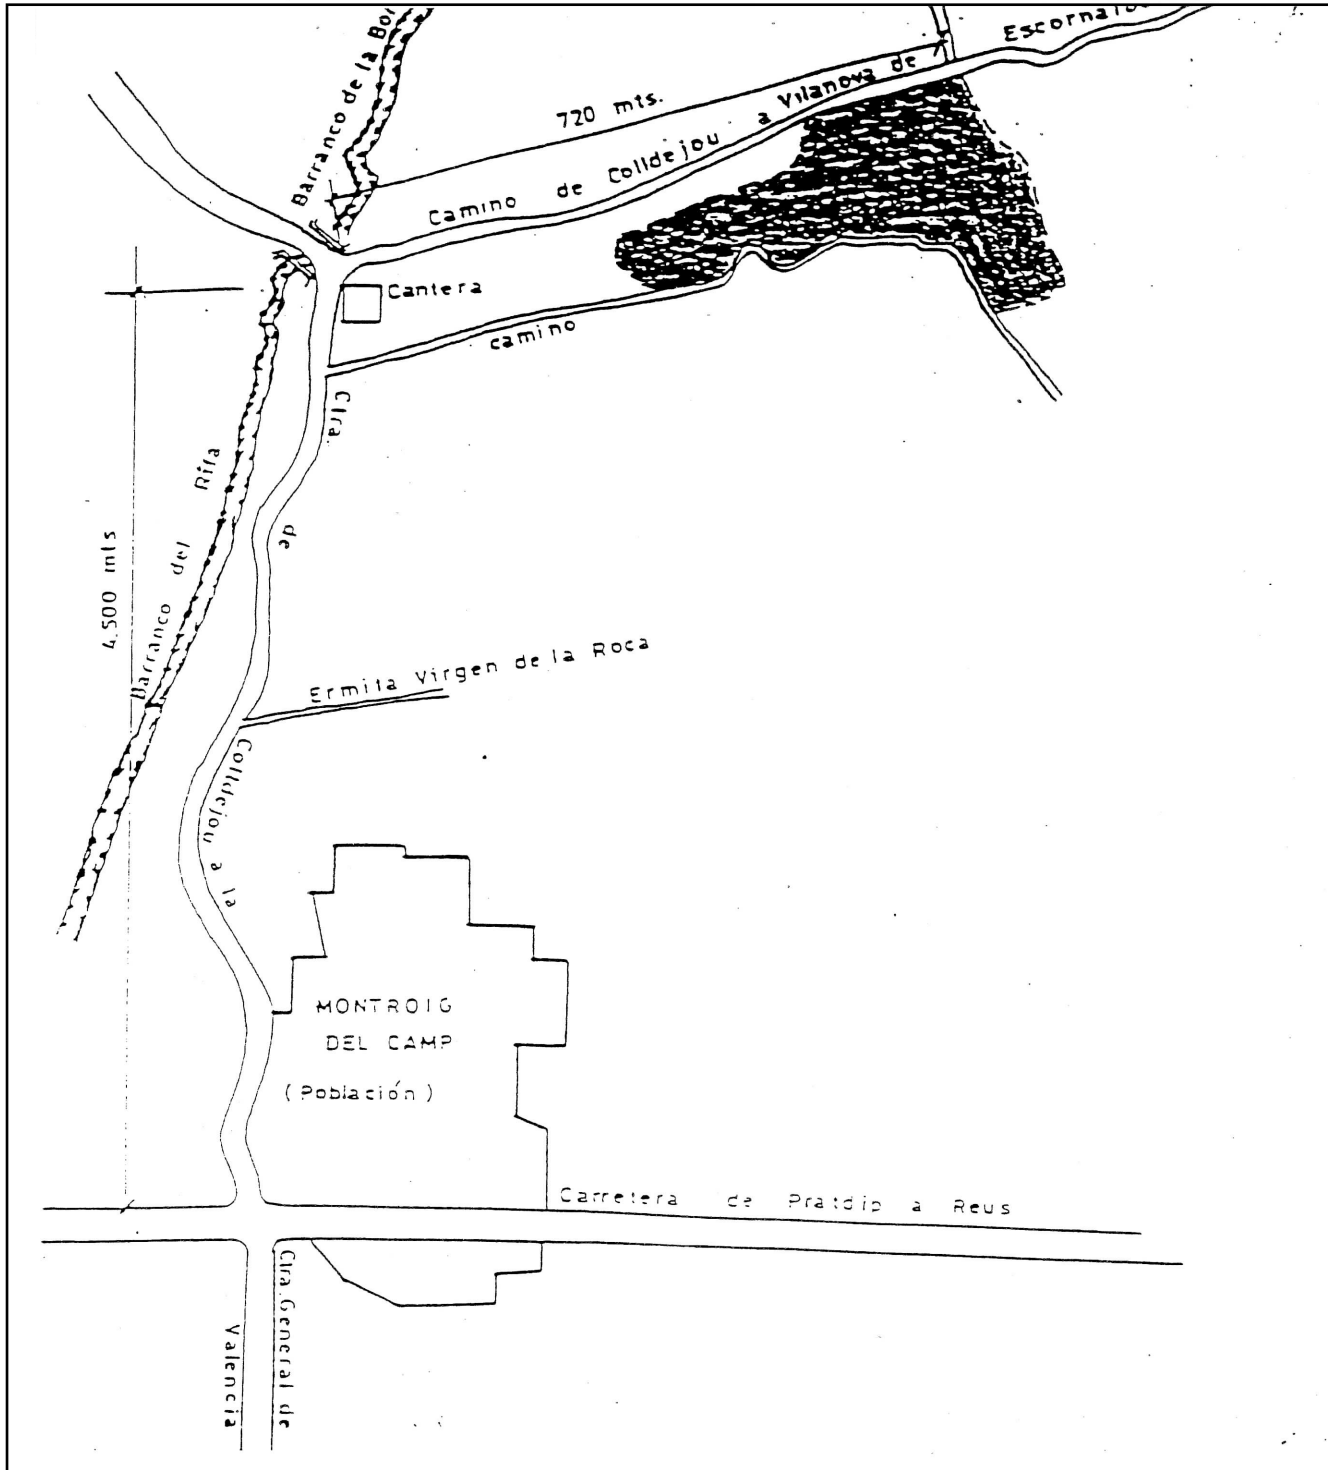 Barranco de la Boi
720 mts.
Camino de Colldejou a Vilanova de
Escornalbou
Cantera
camino
4.500 mts
Barranco del Rifa
Ctra. de Colldejou a la Ctra. General de Valencia
Ermita Virgen de la Roca
MONTROIG
DEL CAMP
(Población)
Carretera de Pratdip a Reus